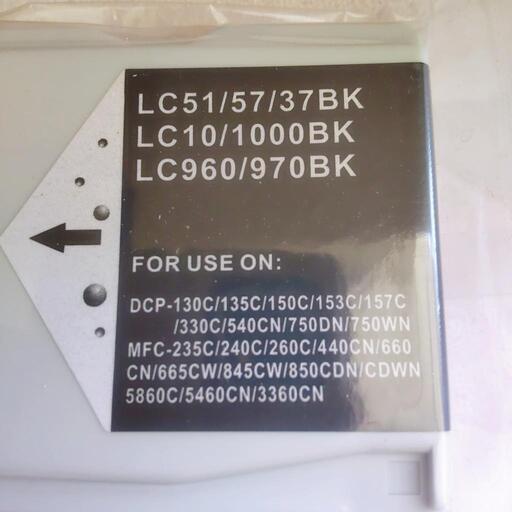 LC51/57/37BK
LC10/1000BK
LC960/970BK
FOR USE ON:
DCP-130C/135C/150C/153C/157C
/330C/540CN/750DN/750WN
MFC-235C/240C/260C/440CN/660
CN/665CW/845CW/850CDN/CDWN
5860C/5460CN/3360CN